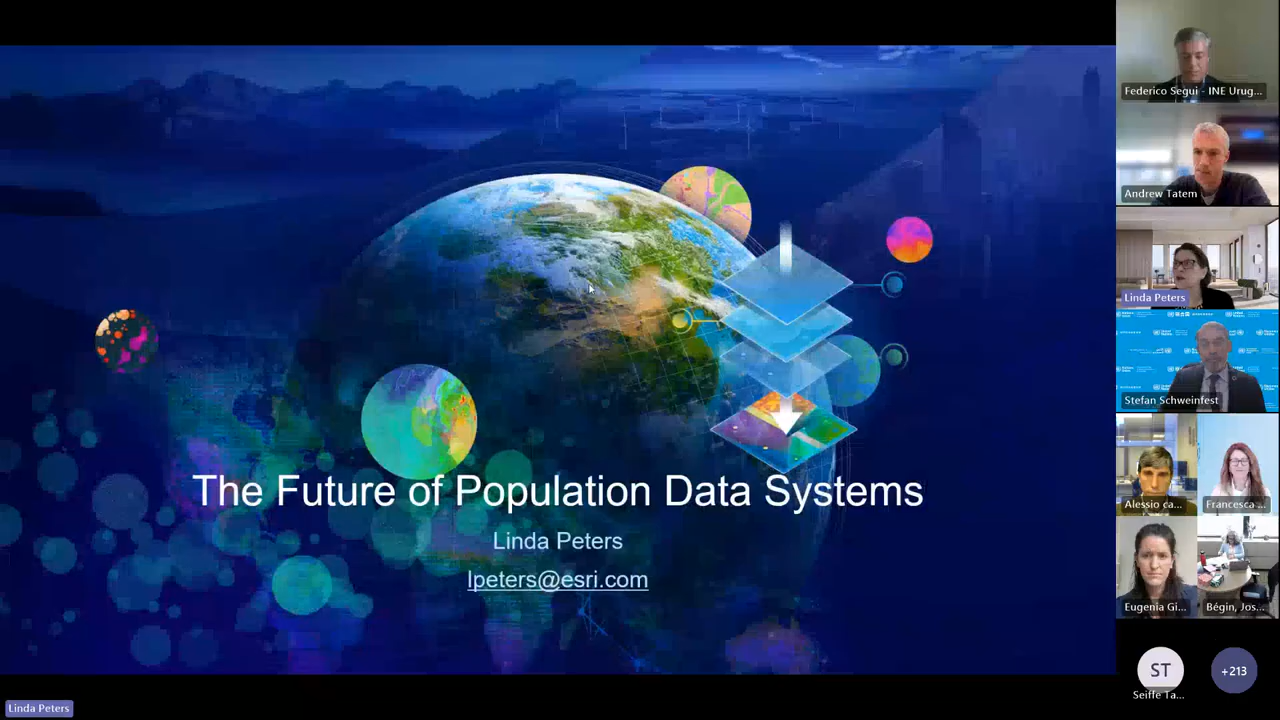 The Future of Population Data Systems
Linda Peters
lpeters@esri.com
Federico Segui - INE Urug...
Andrew Tatem
Linda Peters
Stefan Schweinfest
Alessio ca...
Francesca ...
Eugenia Gi...
Bégin, Jos...
ST
Seiffe Ta...
+213
Linda Peters